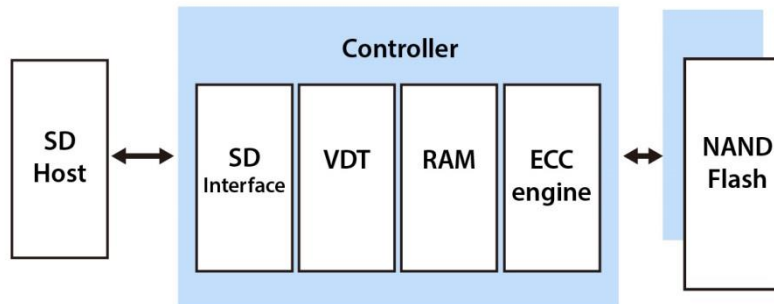 Controller
SD
Host
SD
Interface
VDT
RAM
ECC
engine
NAND
Flash